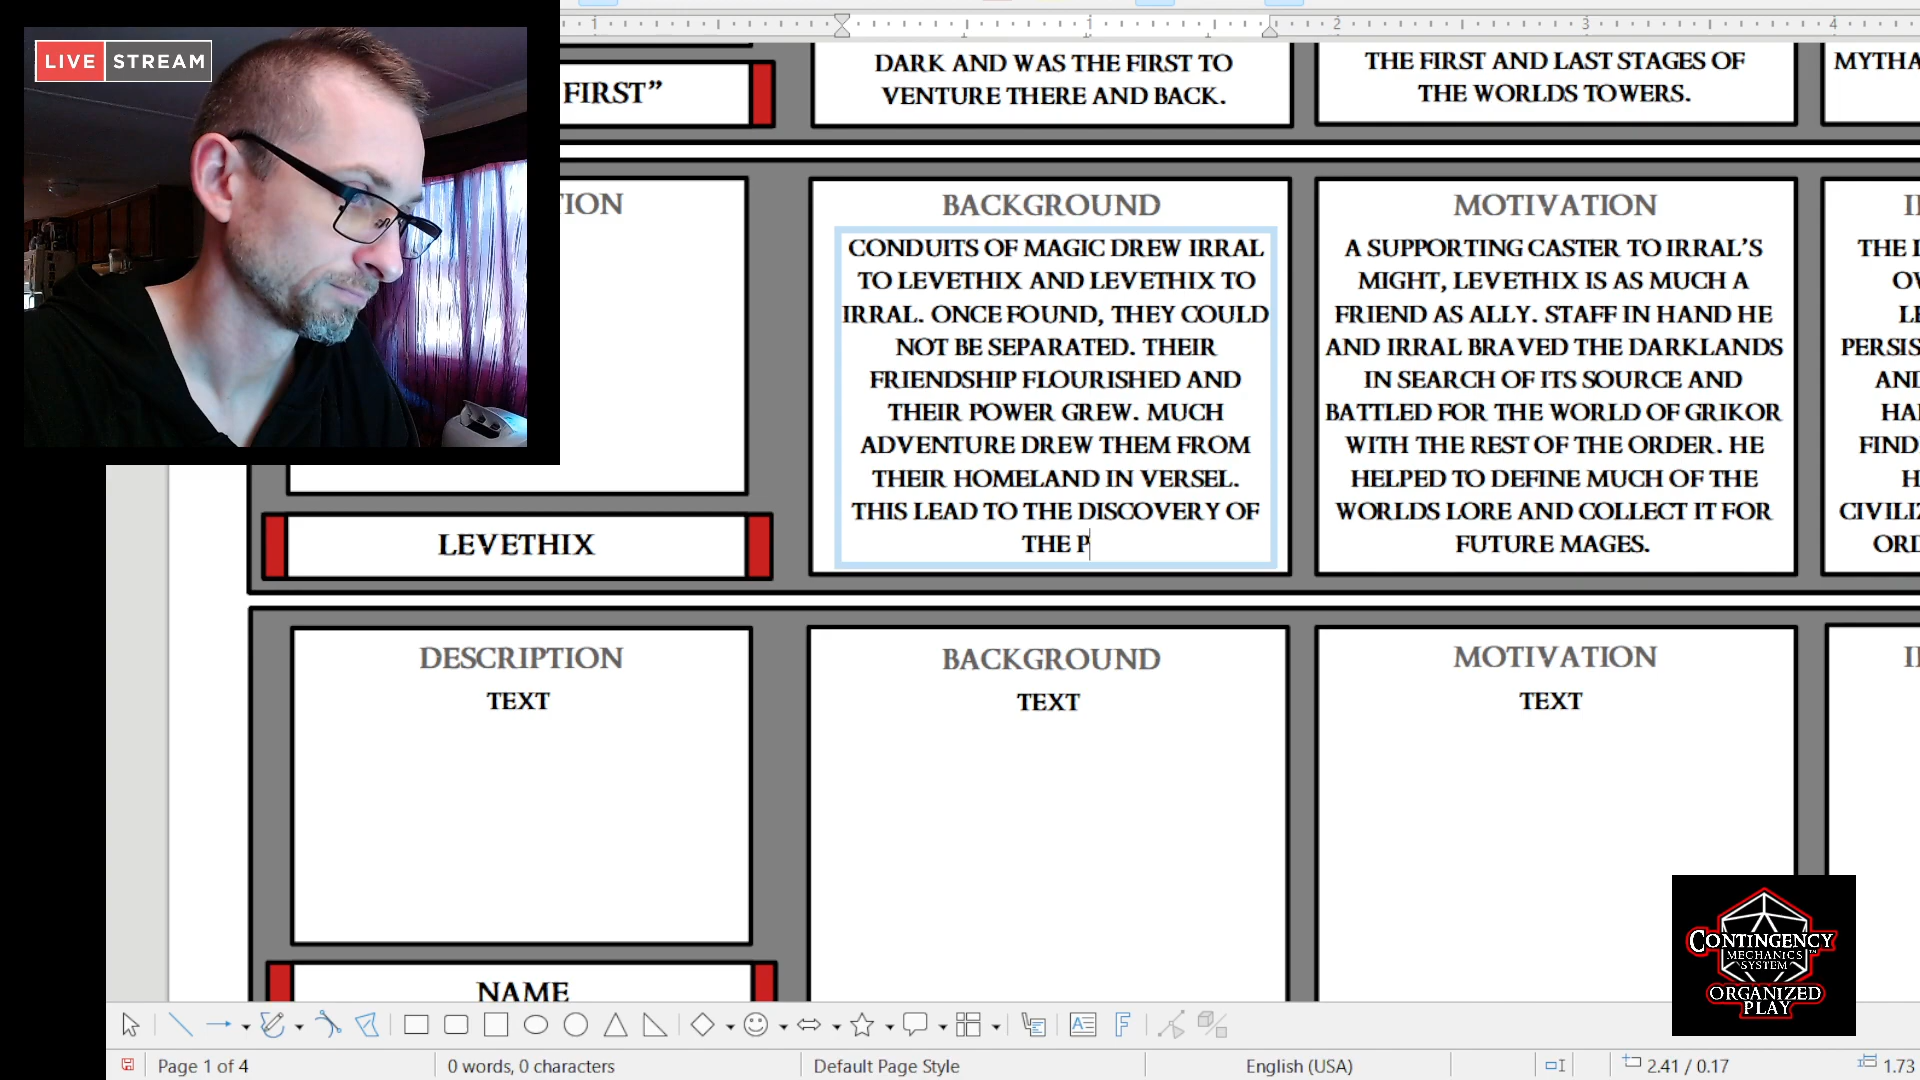 LIVE STREAM
FIRST”
DARK AND WAS THE FIRST TO
VENTURE THERE AND BACK.
THE FIRST AND LAST STAGES OF
THE WORLDS TOWERS.
BACKGROUND
CONDUITS OF MAGIC DREW IRRAL
TO LEVETHIX AND LEVETHIX TO
IRRAL. ONCE FOUND, THEY COULD
NOT BE SEPARATED. THEIR
FRIENDSHIP FLOURISHED AND
THEIR POWER GREW. MUCH
ADVENTURE DREW THEM FROM
THEIR HOMELAND IN VERSEL.
THIS LEAD TO THE DISCOVERY OF
THE P
MOTIVATION
A SUPPORTING CASTER TO IRRAL’S
MIGHT, LEVETHIX IS AS MUCH A
FRIEND AS ALLY. STAFF IN HAND HE
AND IRRAL BRAVED THE DARKLANDS
IN SEARCH OF ITS SOURCE AND
BATTLED FOR THE WORLD OF GRIKOR
WITH THE REST OF THE ORDER. HE
HELPED TO DEFINE MUCH OF THE
WORLDS LORE AND COLLECT IT FOR
FUTURE MAGES.
THE
AND
LEVETHIX
DESCRIPTION
TEXT
BACKGROUND
TEXT
MOTIVATION
TEXT
NAME
CONTINGENCY
MECHANICS
SYSTEM
ORGANIZED
PLAY
Page 1 of 4
0 words, 0 characters
Default Page Style
English (USA)
2.41 / 0.17
1.73
1
1
2
3
4